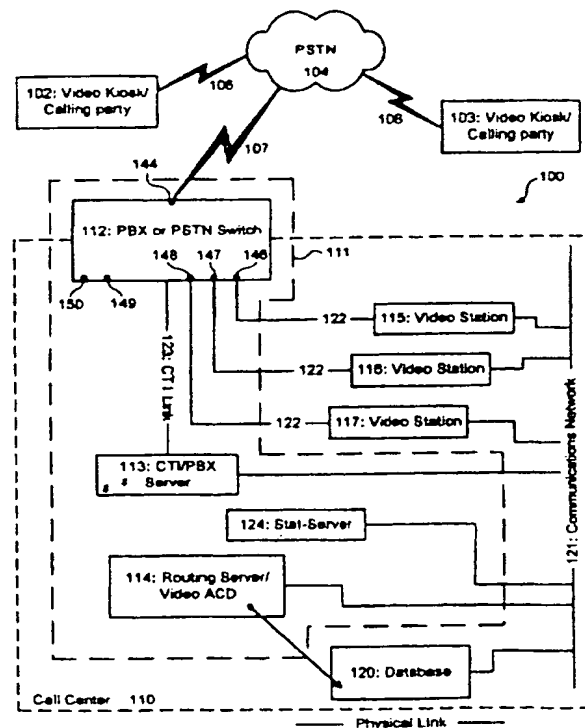 PSTN
104
106
102: Video Kiosk/
Calling party
108
103: Video Kiosk/
Calling party
107
144
100
112: PBX or PSTN Switch
111
148
147
146
150
149
122
115: Video Station
123: CTI Link
122
116: Video Station
122
117: Video Station
121: Communications Network
113: CTI/PBX
# # Server
124: Stat-Server
114: Routing Server/
Video ACD
120: Database
Call Center 110
Physical Link